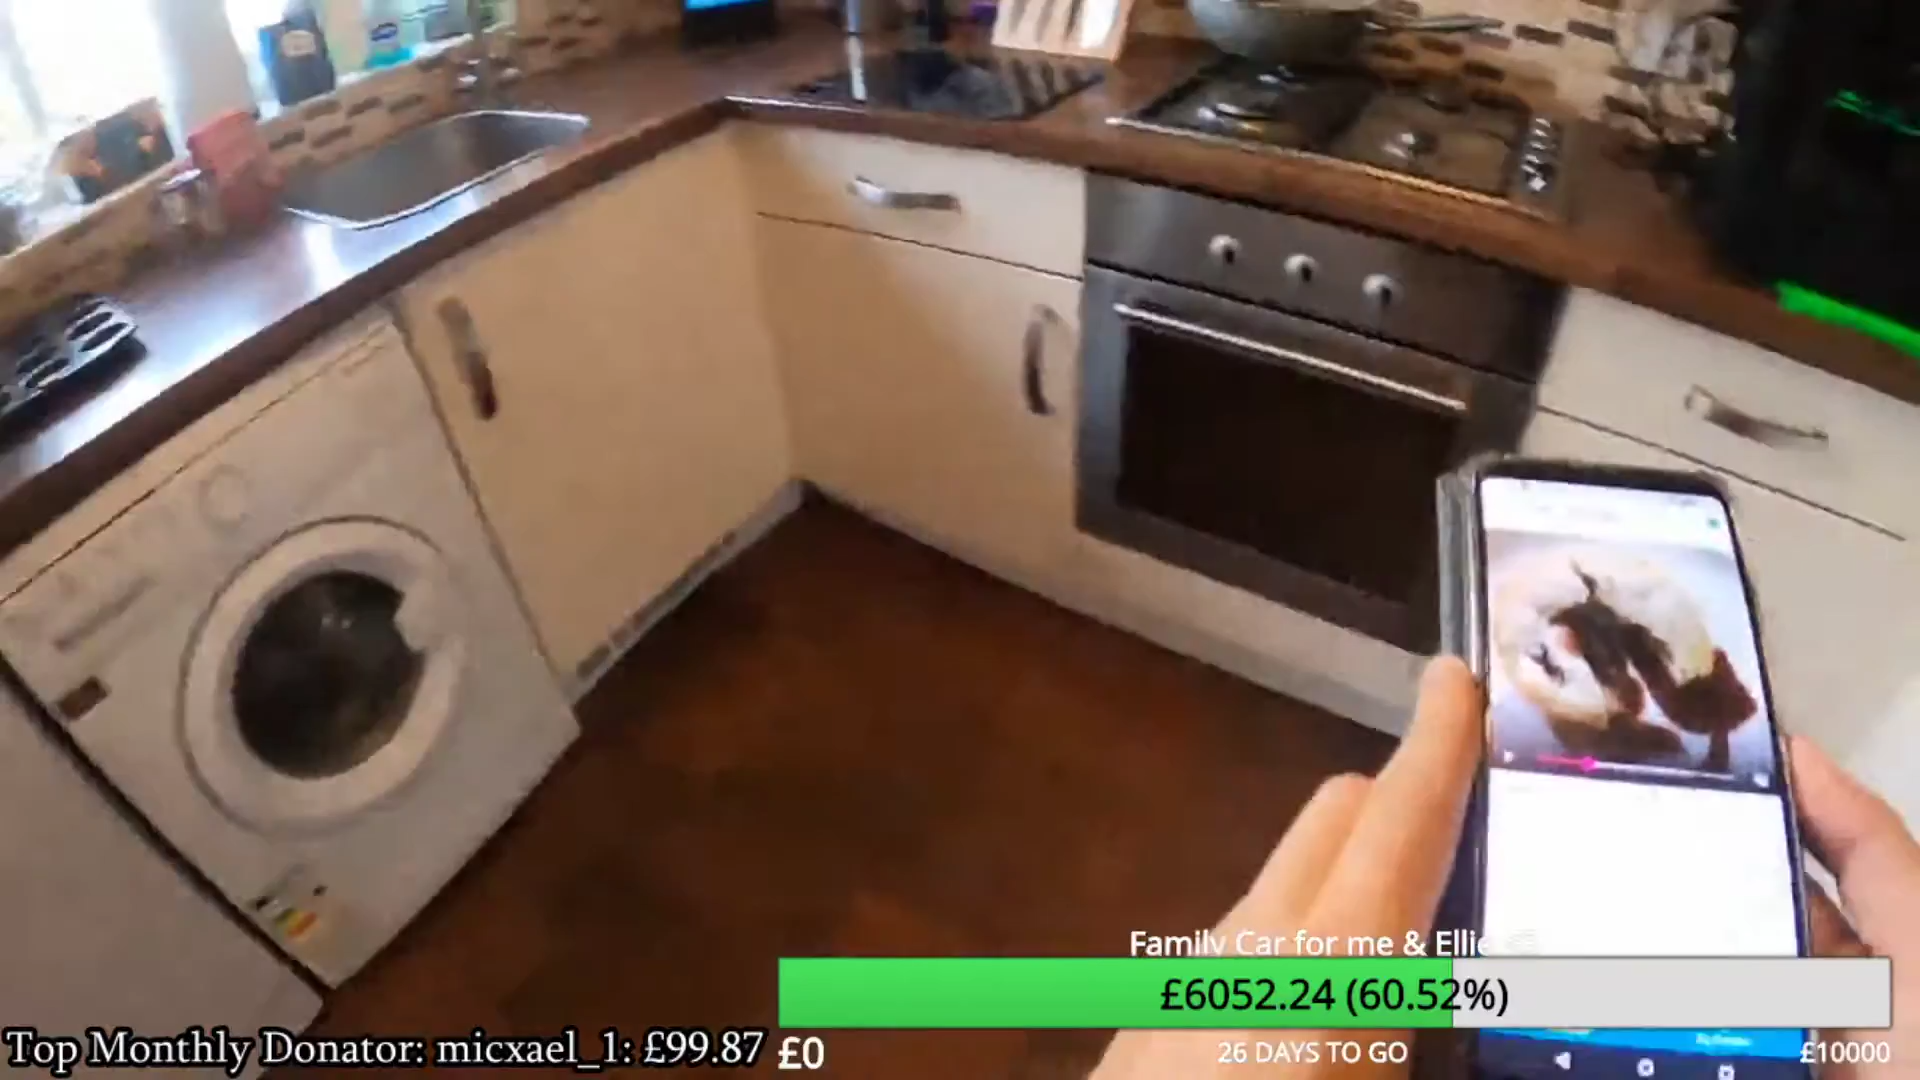 Family Car for me & Ellie
£6052.24 (60.52%)
Top Monthly Donator: micxael_1: £99.87
£0
26 DAYS TO GO
£10000